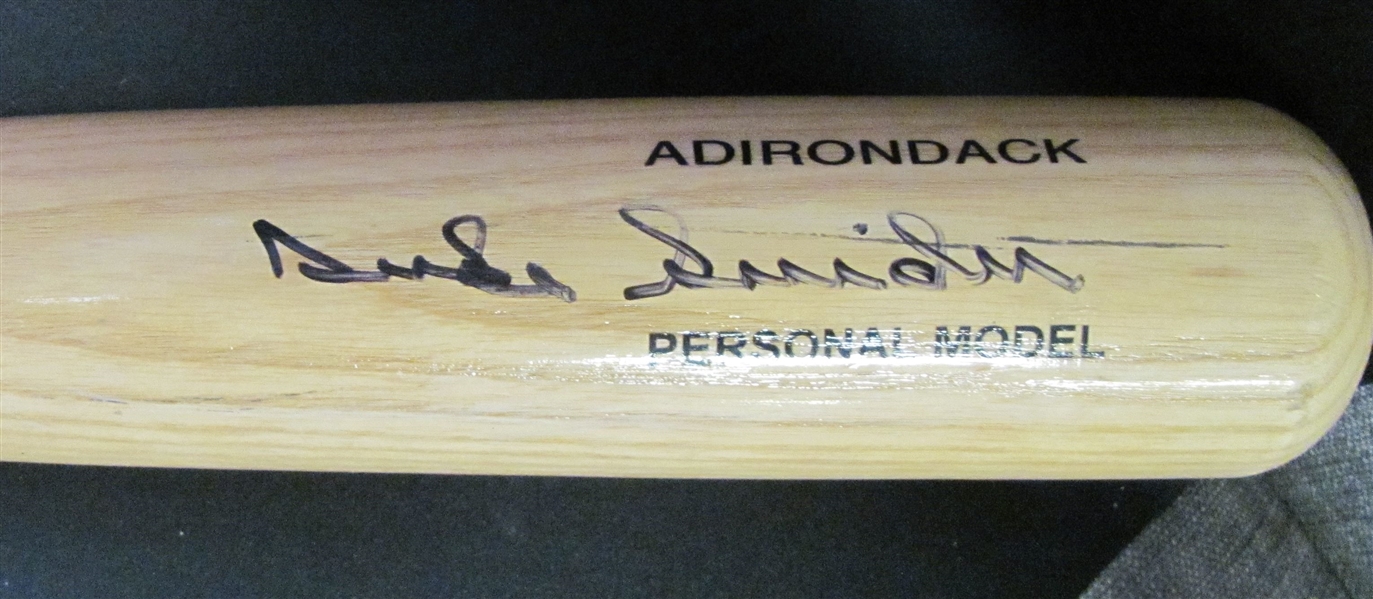 ADIRONDACK
Duke Snider
PERSONAL MODEL